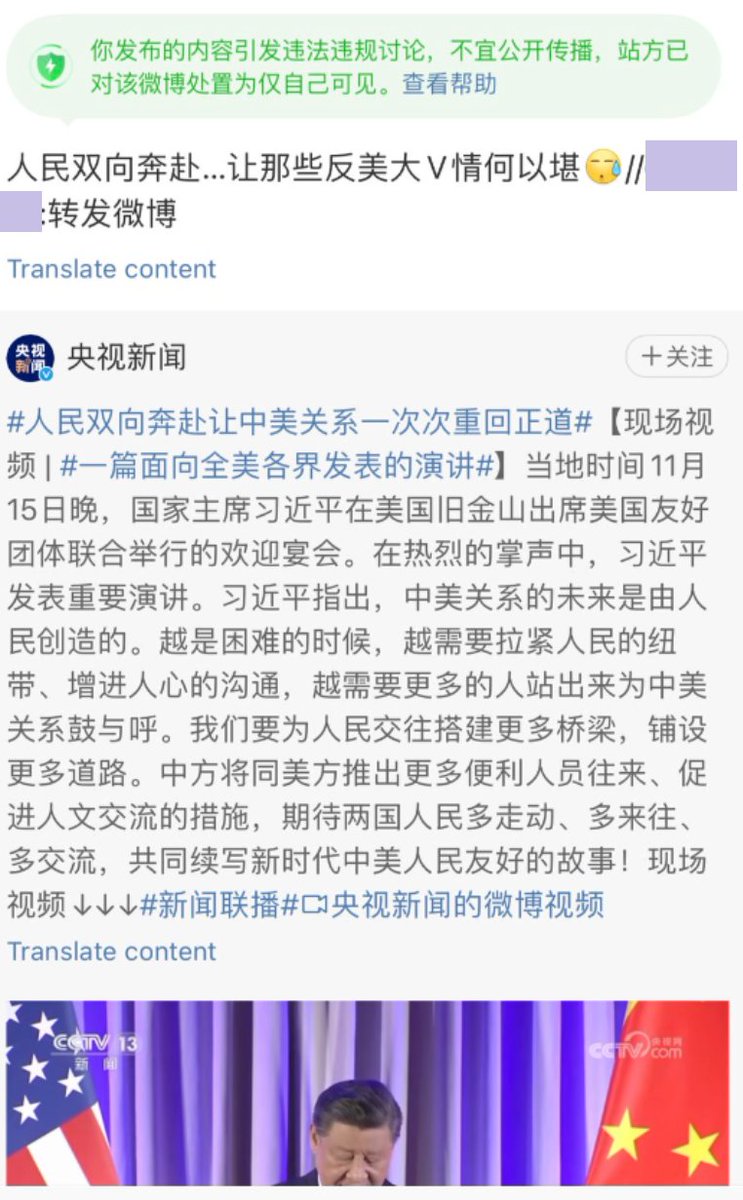 你发布的内容引发违法违规讨论，不宜公开传播，站方已
对该微博处置为仅自己可见。查看帮助
人民双向奔赴...让那些反美大V情何以堪😪//
:转发微博
Translate content
央视
新闻
央视新闻
＋关注
#人民双向奔赴让中美关系一次次重回正道#【现场视
频 | #一篇面向全美各界发表的演讲#】当地时间11月
15日晚，国家主席习近平在美国旧金山出席美国友好
团体联合举行的欢迎宴会。在热烈的掌声中，习近平
发表重要演讲。习近平指出，中美关系的未来是由人
民创造的。越是困难的时候，越需要拉紧人民的纽
带、增进人心的沟通，越需要更多的人站出来为中美
关系鼓与呼。我们要为人民交往搭建更多桥梁，铺设
更多道路。中方将同美方推出更多便利人员往来、促
进人文交流的措施，期待两国人民多走动、多来往、
多交流，共同续写新时代中美人民友好的故事！现场
视频↓↓↓#新闻联播#央视新闻的微博视频
Translate content
CCTV 13
新闻
CCTV.com 央视网